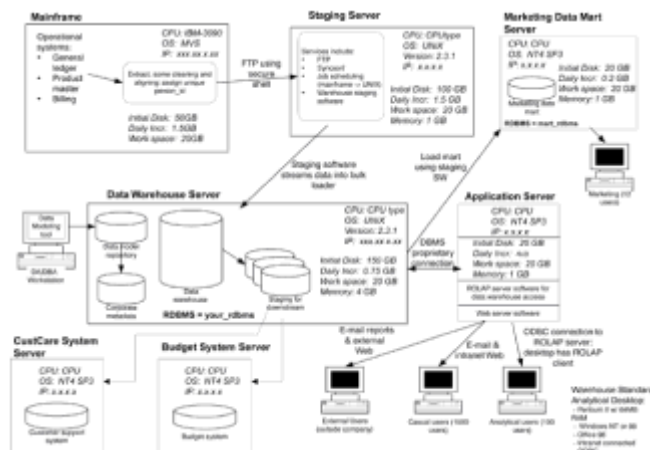 Mainframe
Operational
systems:
General
ledger
Product
master
Billing
CPU: IBM-3090
OS: MVS
IP: xxx.xx.x.xx
Extract, some cleaning and
aligning assign unique
person_id
Initial Disk: 50GB
Daily Incr: 1.5GB
Work space: 20GB
FTP using
secure
shell
Staging Server
Services include:
FTP
Syncsort
Job scheduling
(mainframe -> UNIX)
Warehouse staging
software
CPU: CPUtype
OS: UNIX
Version: 2.3.1
IP: x.x.x.x
Initial Disk: 100 GB
Daily Incr: 1.5 GB
Work space: 20 GB
Memory: 1 GB
Marketing Data Mart
Server
CPU: CPU
OS: NT4 SP3
IP: x.x.x.x
Marketing data
mart
Initial Disk: 20 GB
Daily Incr: 0.2 GB
Work space: 20 GB
Memory: 1 GB
RDBMS = mart_rdbms
Marketing (12
users)
Staging software
streams data into bulk
loader
Load mart
using staging
SW
Data Warehouse Server
Data
Modeling
tool
DA/DBA
Workstation
Data model
repository
Corporate
metadata
Data
warehouse
Staging for
downstream
RDBMS = your_rdbms
CPU: CPU type
OS: UNIX
Version: 2.3.1
IP: xxx.xx.x.xx
Initial Disk: 150 GB
Daily Incr: 0.75 GB
Work space: 20 GB
Memory: 4 GB
DBMS
proprietary
connection
Application Server
CPU: CPU
OS: NT4 SP3
IP: x.x.x.x
Initial Disk: 25 GB
Daily Incr: n/a
Work space: 20 GB
Memory: 1 GB
ROLAP server software for
data warehouse access
Web server software
E-mail reports
& external
Web
E-mail &
intranet Web
ODBC connection to
ROLAP server;
desktop has ROLAP
client
CustCare System
Server
CPU: CPU
OS: NT4 SP3
IP: x.x.x.x
Customer support
system
Budget System Server
CPU: CPU
OS: NT4 SP3
IP: x.x.x.x
Budget system
External Users
(outside company)
Casual users (1000 users)
Analytical users (100 users)
Warehouse Standard
Analytical Desktop:
Windows NT or 98
Intranet connected